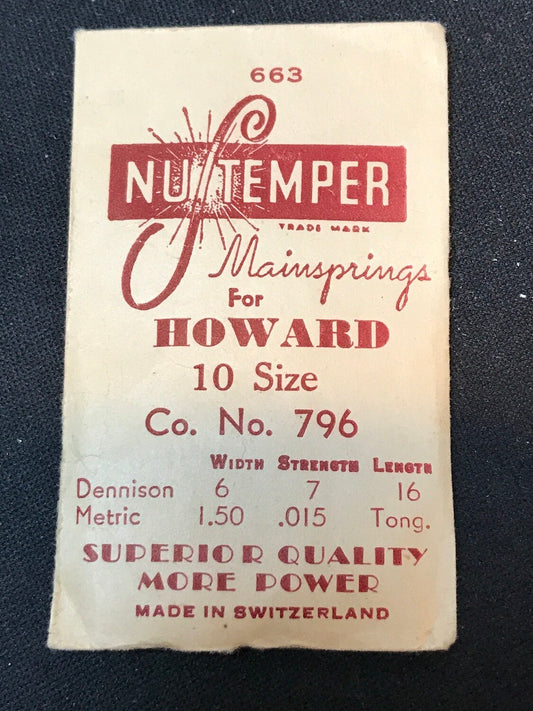 663
NU TEMPER
TRADE MARK
Mainsprings
For
HOWARD
10 Size
Co. No. 796
WIDTH STRENGTH LENGTH
Dennison 6 7 16
Metric 1.50 .015 Tong.
SUPERIOR QUALITY
MORE POWER
MADE IN SWITZERLAND